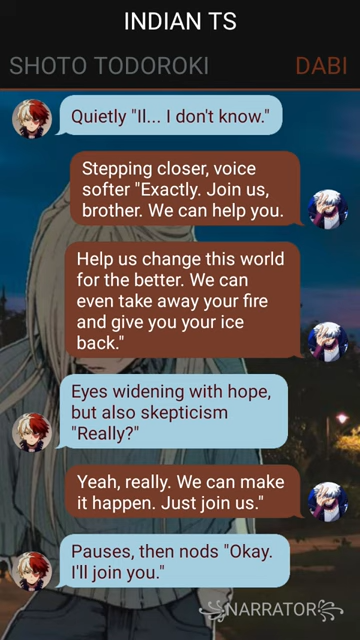 INDIAN TS
SHOTO TODOROKI
DABI
Quietly "Il... I don't know."
Stepping closer, voice
softer "Exactly. Join us,
brother. We can help you.
Help us change this world
for the better. We can
even take away your fire
and give you your ice
back."
Eyes widening with hope,
but also skepticism
"Really?"
Yeah, really. We can make
it happen. Just join us."
Pauses, then nods "Okay.
I'll join you."
NARRATOR